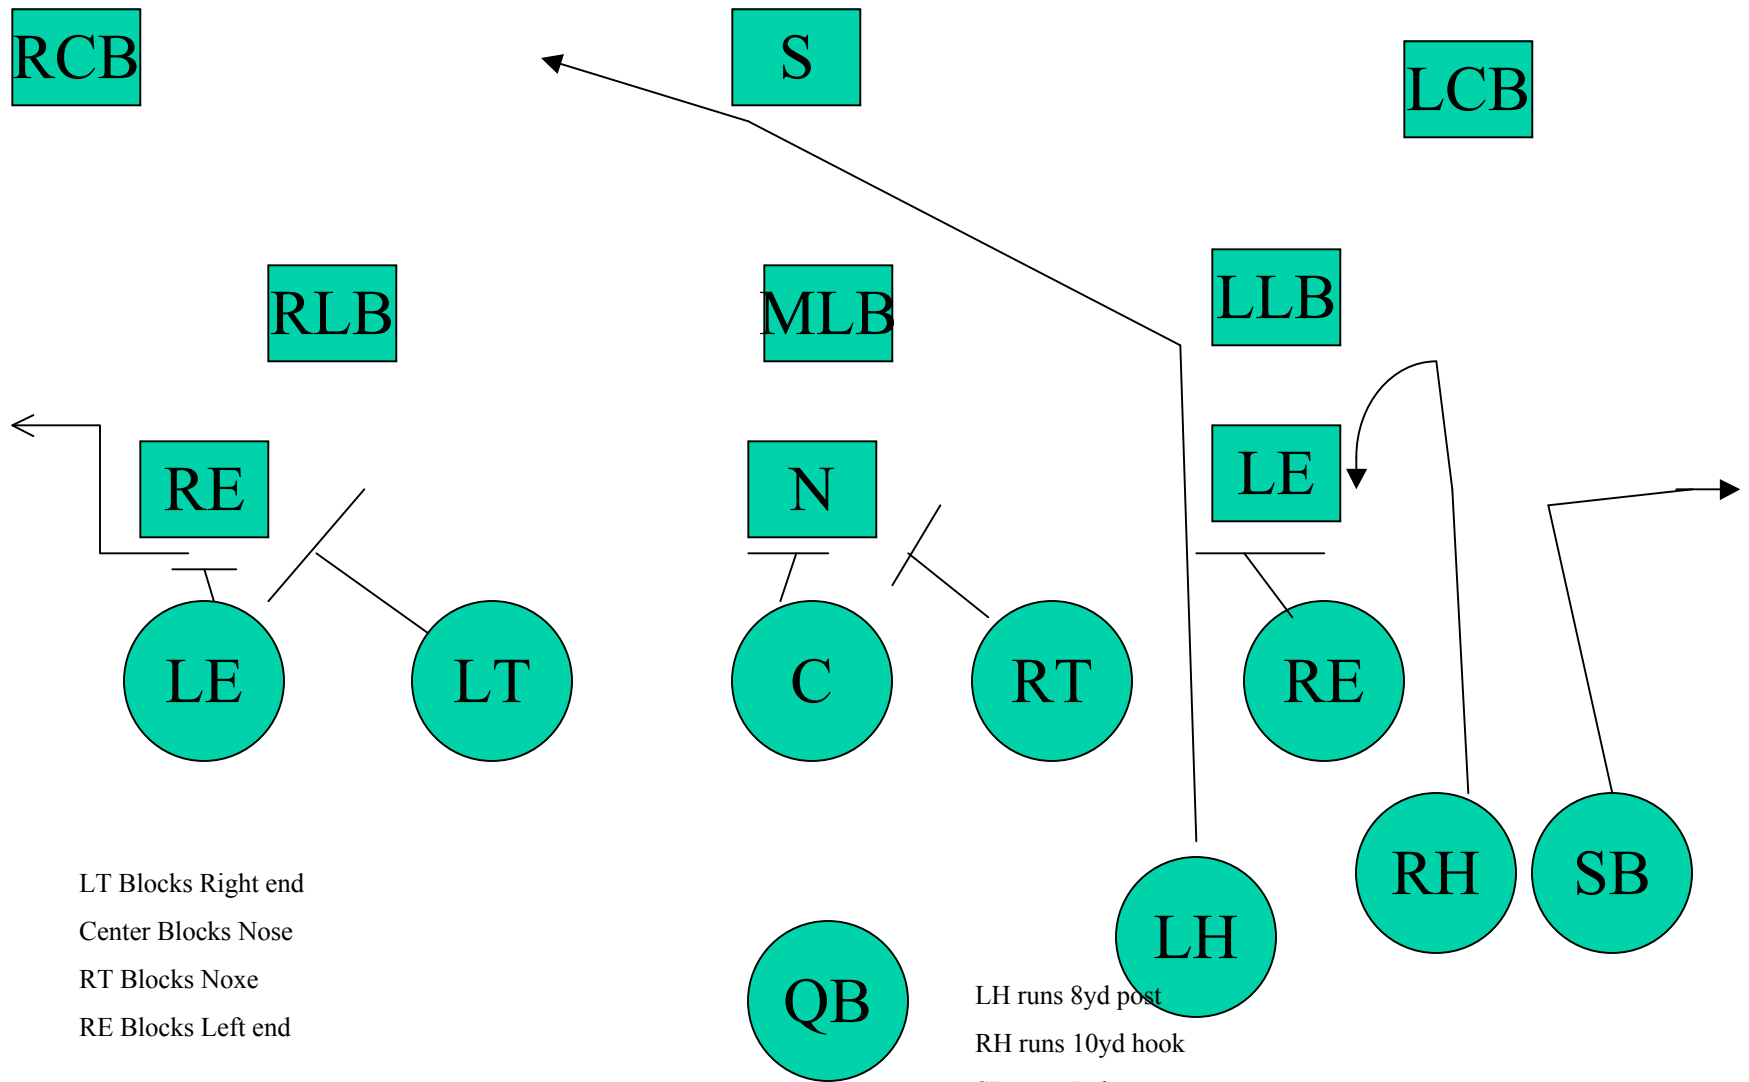 RCB
S
LCB
RLB
MLB
LLB
RE
N
LE
LE
LT
C
RT
RE
RH
SB
LH
QB
LT Blocks Right end
Center Blocks Nose
RT Blocks Noxe
RE Blocks Left end
LH runs 8yd post
RH runs 10yd hook